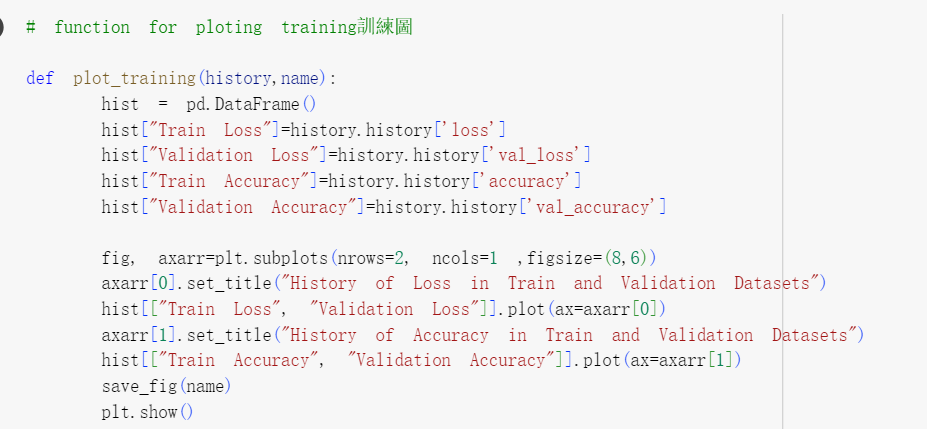 # function for ploting training訓練圖
def plot_training(history,name):
hist = pd.DataFrame()
hist["Train Loss"]=history.history['loss']
hist["Validation Loss"]=history.history['val_loss']
hist["Train Accuracy"]=history.history['accuracy']
hist["Validation Accuracy"]=history.history['val_accuracy']
fig, axarr=plt.subplots(nrows=2, ncols=1 ,figsize=(8,6))
axarr[0].set_title("History of Loss in Train and Validation Datasets")
hist[["Train Loss", "Validation Loss"]].plot(ax=axarr[0])
axarr[1].set_title("History of Accuracy in Train and Validation Datasets")
hist[["Train Accuracy", "Validation Accuracy"]].plot(ax=axarr[1])
save_fig(name)
plt.show()